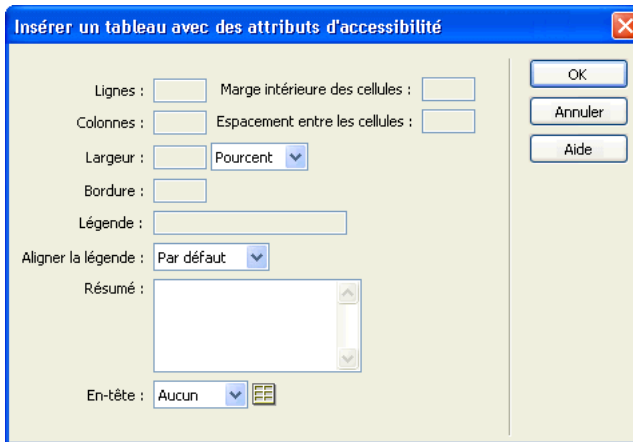 Insérer un tableau avec des attributs d'accessibilité
Lignes : Marge intérieure des cellules :
Colonnes : Espacement entre les cellules :
Largeur : Pourcent
Bordure :
Légende :
Aligner la légende : Par défaut
Résumé :
En-tête : Aucun
OK
Annuler
Aide